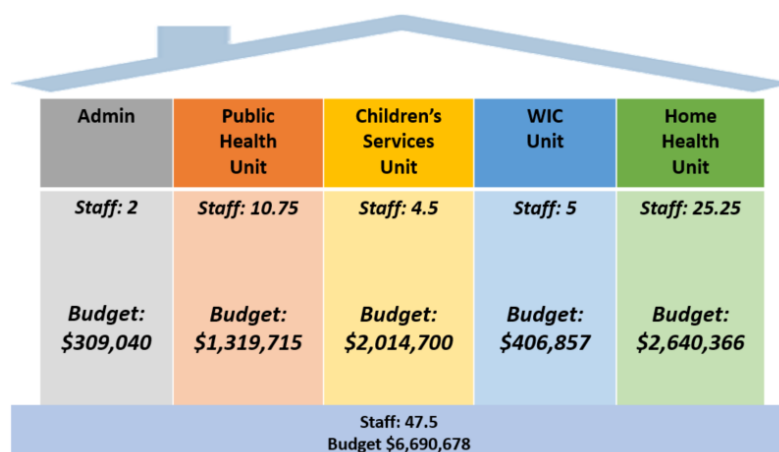 Admin
Public
Health
Unit
Children's
Services
Unit
WIC
Unit
Home
Health
Unit
Staff: 2
Staff: 10.75
Staff: 4.5
Staff: 5
Staff: 25.25
Budget:
$309,040
Budget:
$1,319,715
Budget:
$2,014,700
Budget:
$406,857
Budget:
$2,640,366
Staff: 47.5
Budget $6,690,678